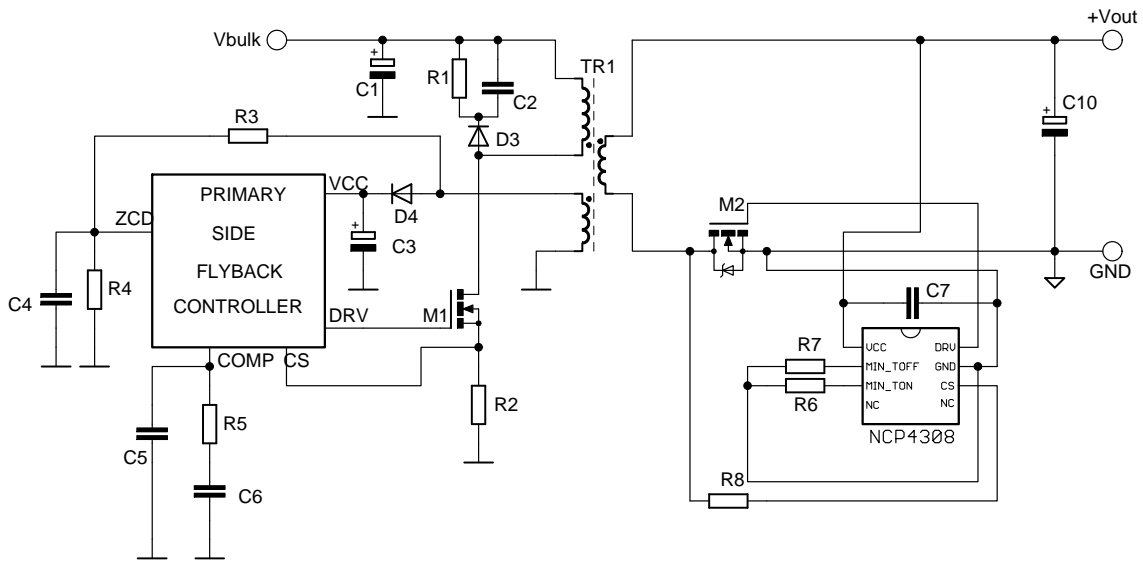 +Vout
Vbulk
+
C1
R1
C2
TR1
+
C10
R3
D3
VCC
PRIMARY
D4
M2
ZCD
SIDE
+
C3
FLYBACK
GND
C4
R4
CONTROLLER
C7
DRV
M1
R7
VCC
DRV
COMP
CS
MIN_TOFF
GND
R6
MIN_TON
CS
R2
NC
NC
R5
NCP4308
C5
C6
R8